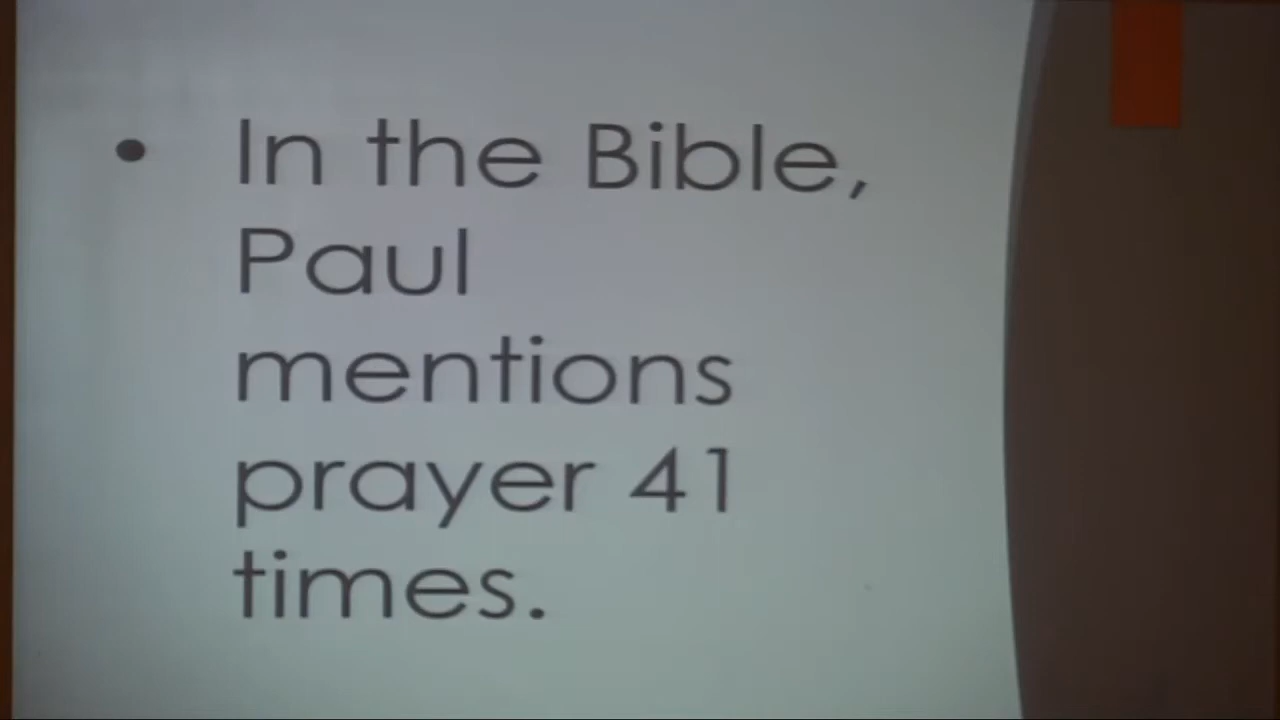 • In the Bible,
Paul
mentions
prayer 41
times.